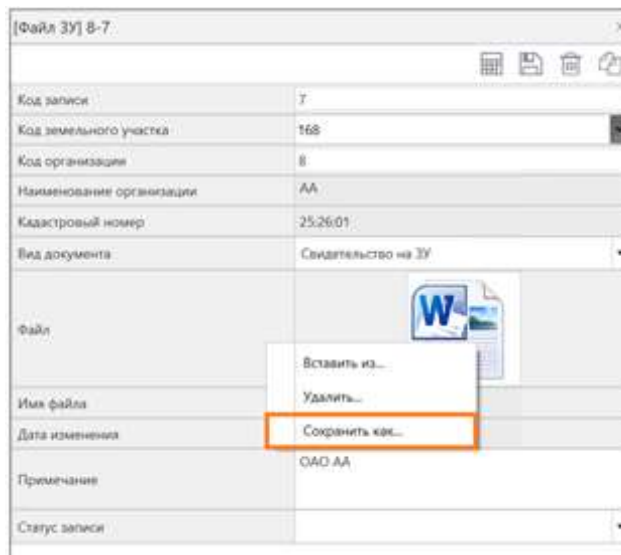 [Файл ЗУ] 8-7
Код записи 7
Код земельного участка 168
Код организации 8
Наименование организации АА
Кадастровый номер 25:26:01
Вид документа Свидетельство на ЗУ
Файл
W
Вставить из...
Удалить...
Имя файла
Сохранить как...
Дата изменения
Примечание ОАО АА
Статус записи